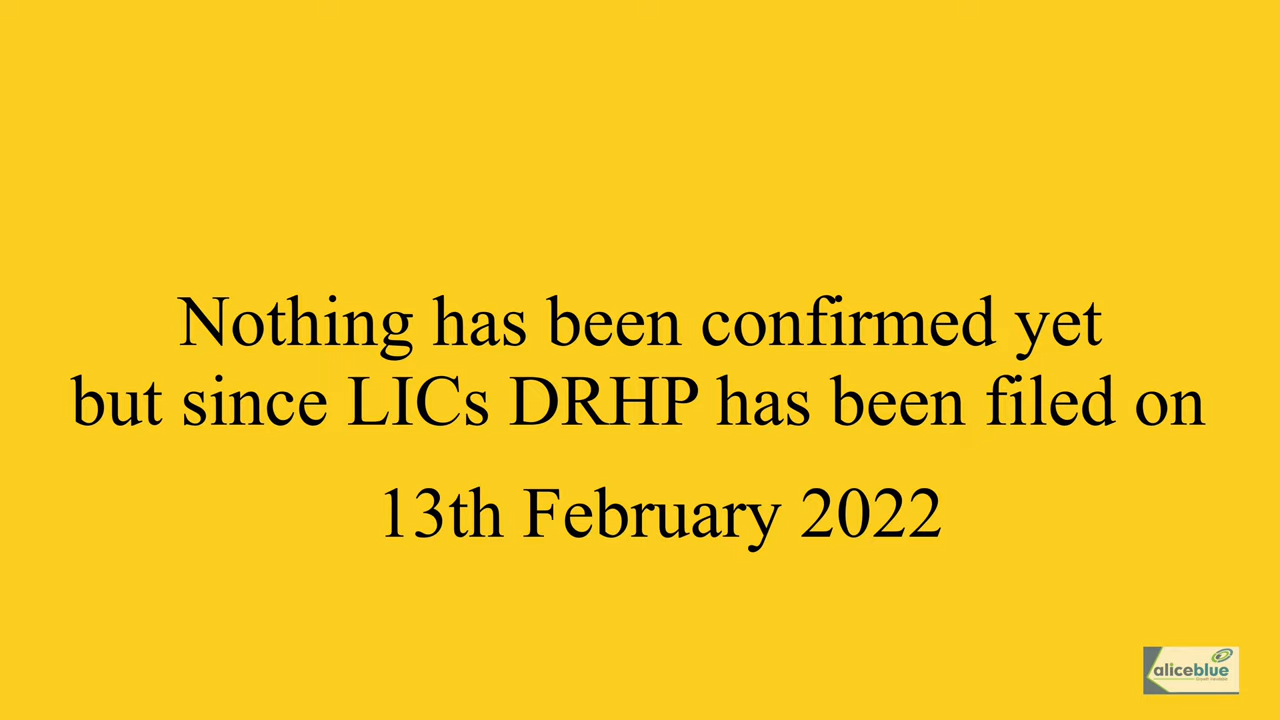 Nothing has been confirmed yet
but since LICs DRHP has been filed on
13th February 2022
aliceblue